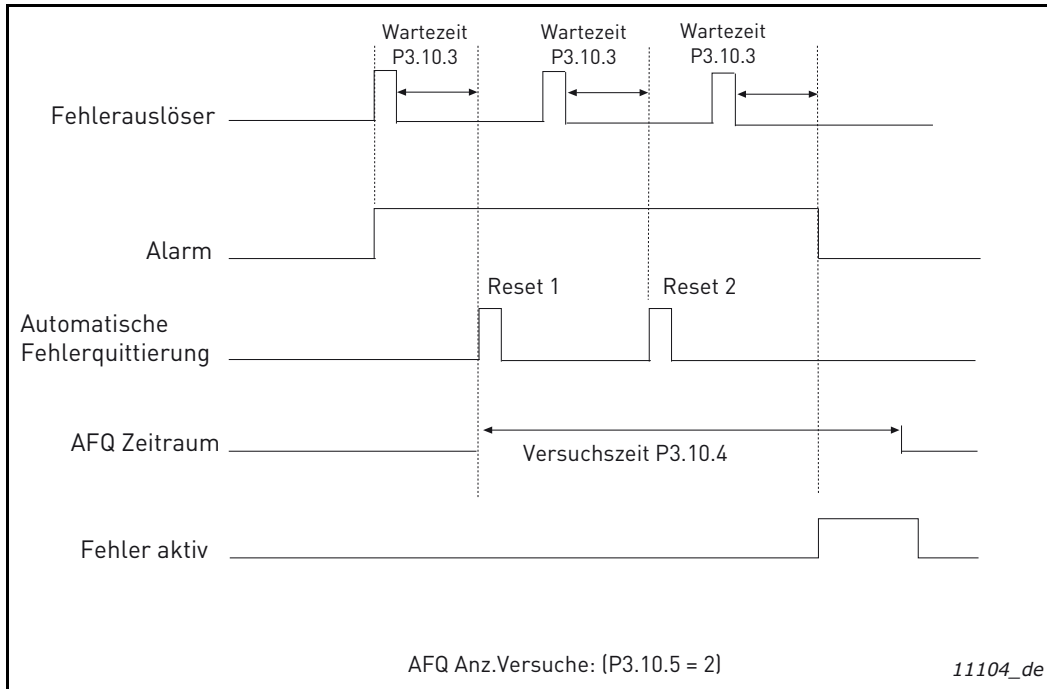 Wartezeit
P3.10.3
Wartezeit
P3.10.3
Wartezeit
P3.10.3
Fehlerauslöser
Alarm
Reset 1
Reset 2
Automatische
Fehlerquittierung
AFQ Zeitraum
Versuchszeit P3.10.4
Fehler aktiv
AFQ Anz.Versuche: (P3.10.5 = 2)
11104_de